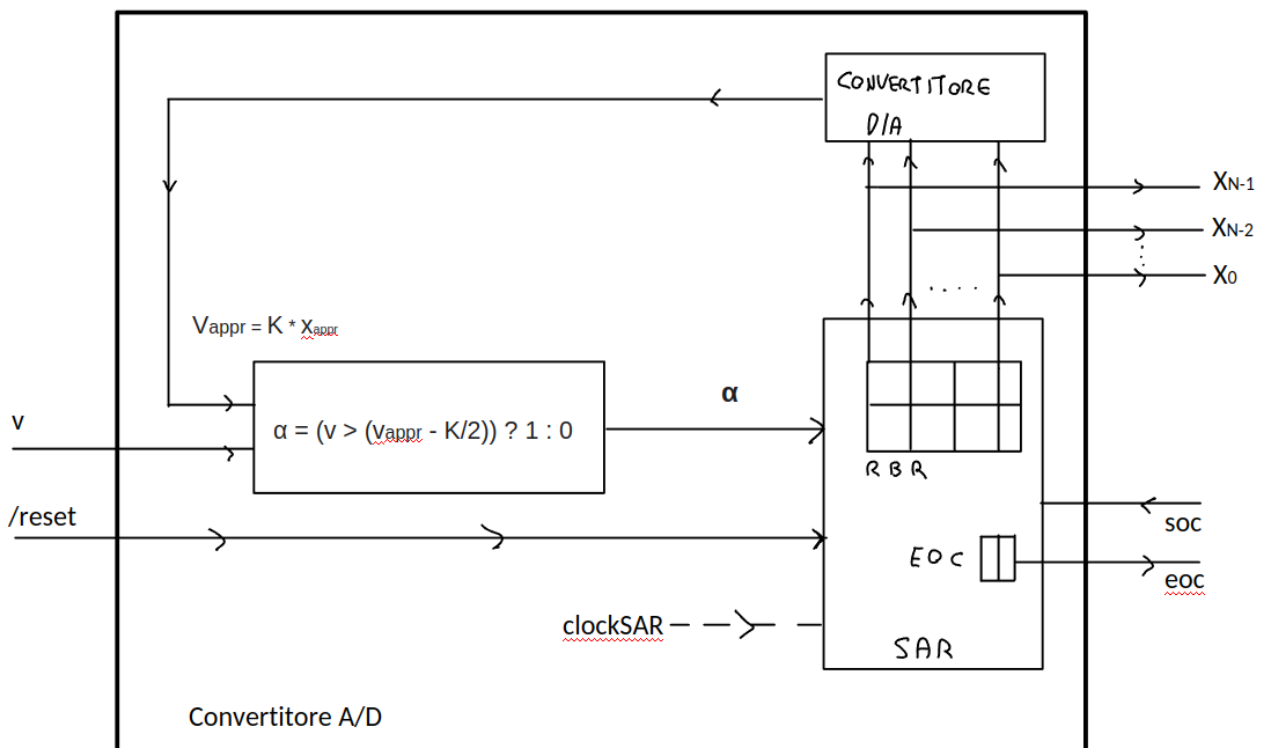 CONVERTITORE
D/A
XN-1
XN-2
X0
Vappr = K * Xappr
v
α = (v > (vappr - K/2)) ? 1 : 0
α
RBR
/reset
soc
EOC
eoc
clockSAR
SAR
Convertitore A/D